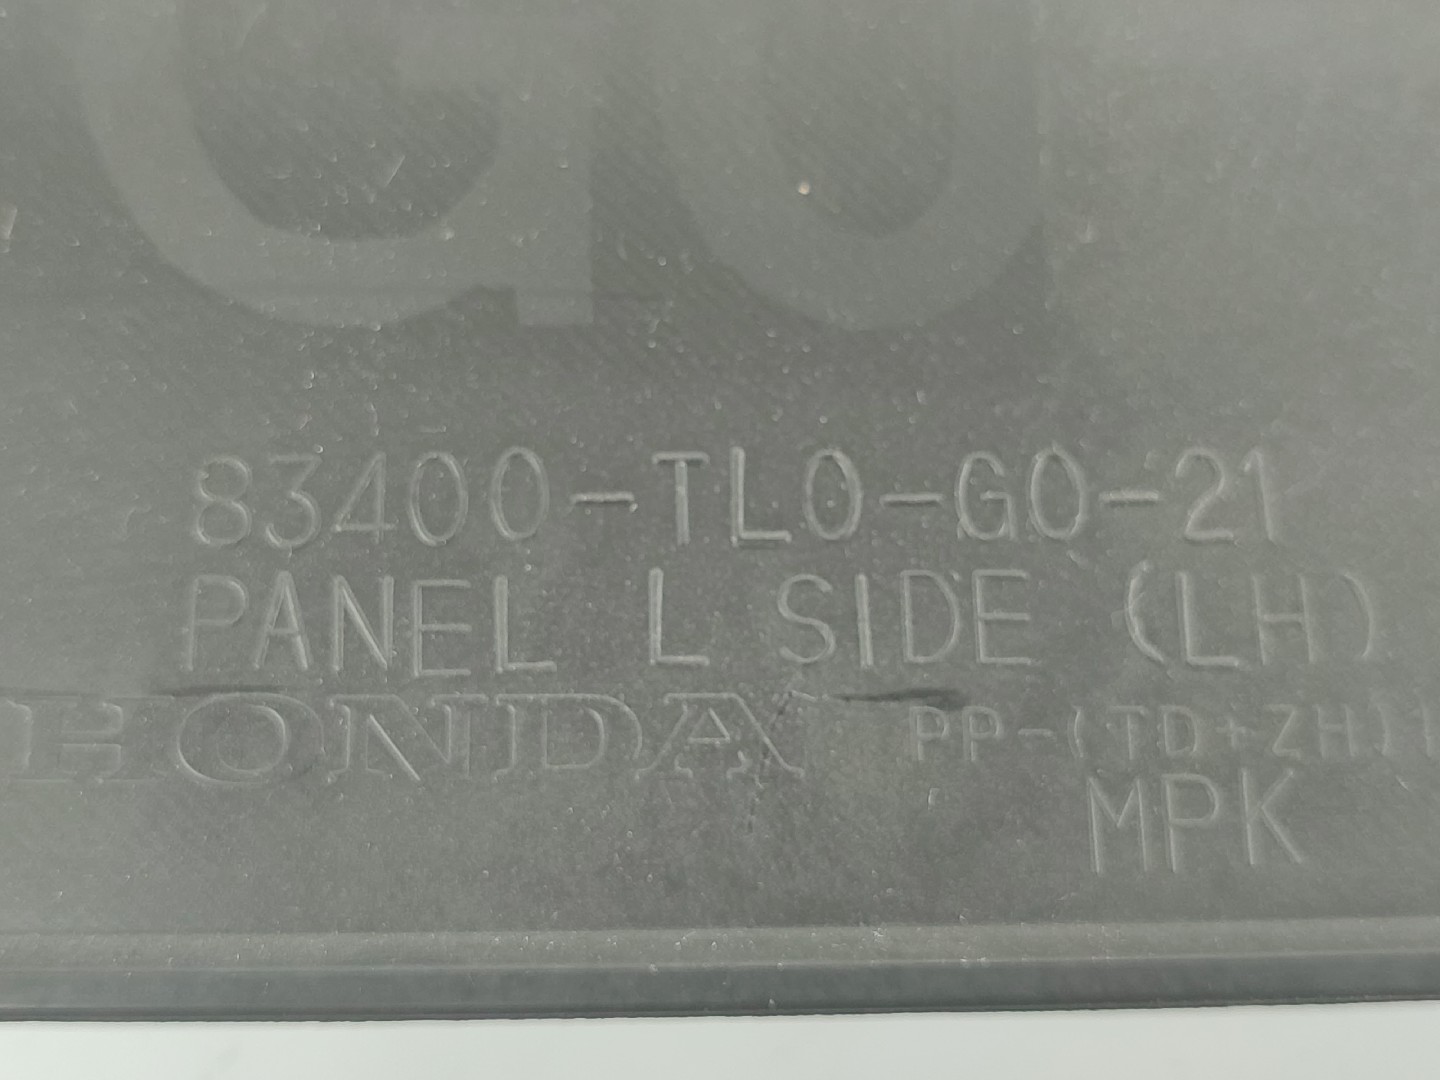 83400-TL0-G0-21
PANEL L SIDE (LH)
HONDA PP-(TD+ZH)
MPK